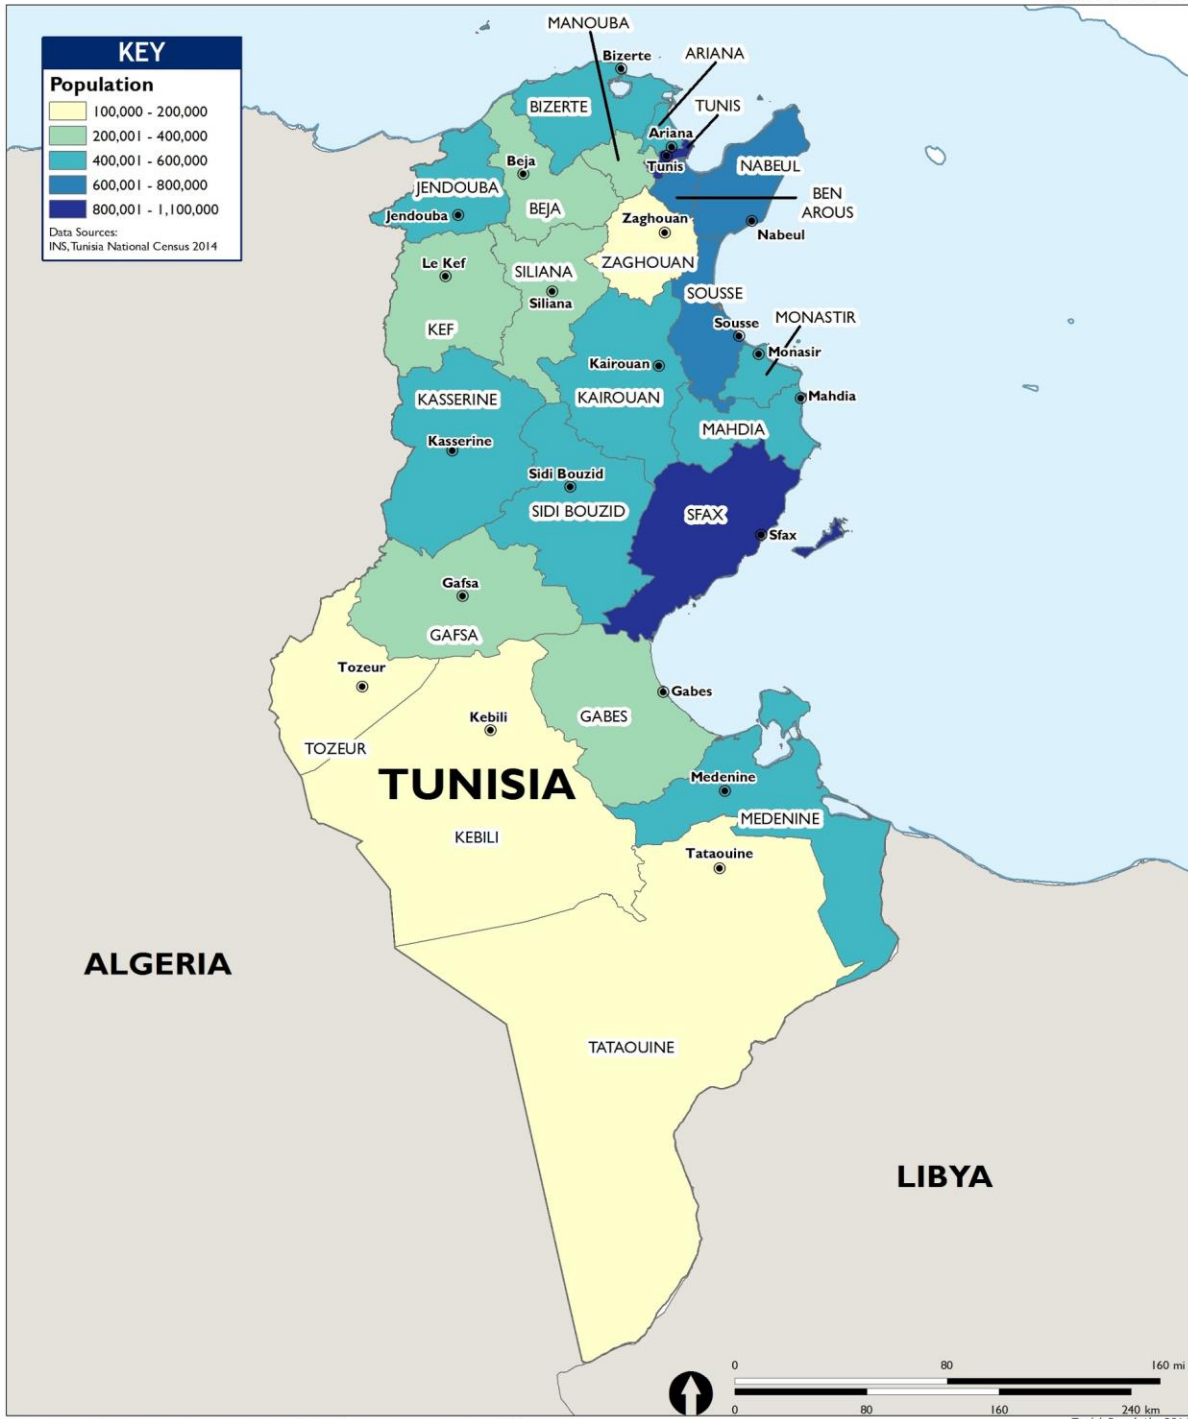 KEY
Population
100,000 - 200,000
200,001 - 400,000
400,001 - 600,000
600,001 - 800,000
800,001 - 1,100,000
Data Sources:
INS, Tunisia National Census 2014
MANOUBA
Bizerte
ARIANA
BIZERTE
TUNIS
Ariana
Tunis
Beja
NABEUL
JENDOUBA
BEN
AROUS
Jendouba
BEJA
Zaghouan
Nabeul
Le Kef
SILIANA
ZAGHOUAN
Siliana
SOUSSE
KEF
Sousse
MONASTIR
Monasir
Kairouan
KASSERINE
KAIROUAN
Mahdia
MAHDIA
Kasserine
Sidi Bouzid
SIDI BOUZID
SFAX
Sfax
Gafsa
GAFSA
Tozeur
Gabes
Kebili
GABES
TOZEUR
TUNISIA
Medenine
MEDENINE
KEBILI
Tataouine
ALGERIA
TATAOUINE
LIBYA
0 80 160 mi
0 80 160 240 km